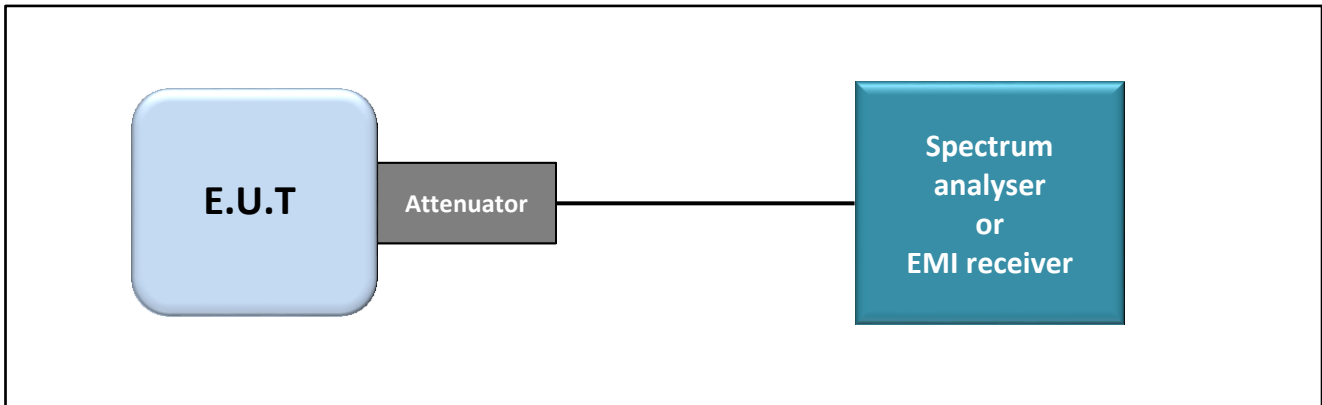 E.U.T
Attenuator
Spectrum
analyser
or
EMI receiver